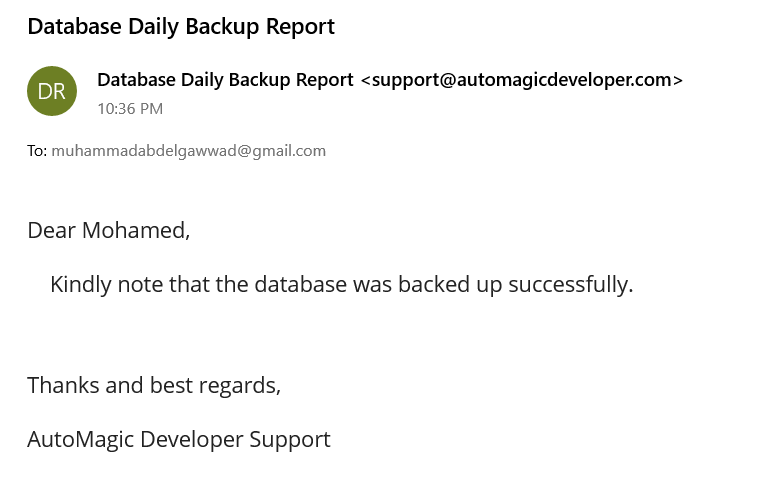 Database Daily Backup Report
DR
Database Daily Backup Report <support@automagicdeveloper.com>
10:36 PM
To: muhammadabdelgawwad@gmail.com
Dear Mohamed,
Kindly note that the database was backed up successfully.
Thanks and best regards,
AutoMagic Developer Support